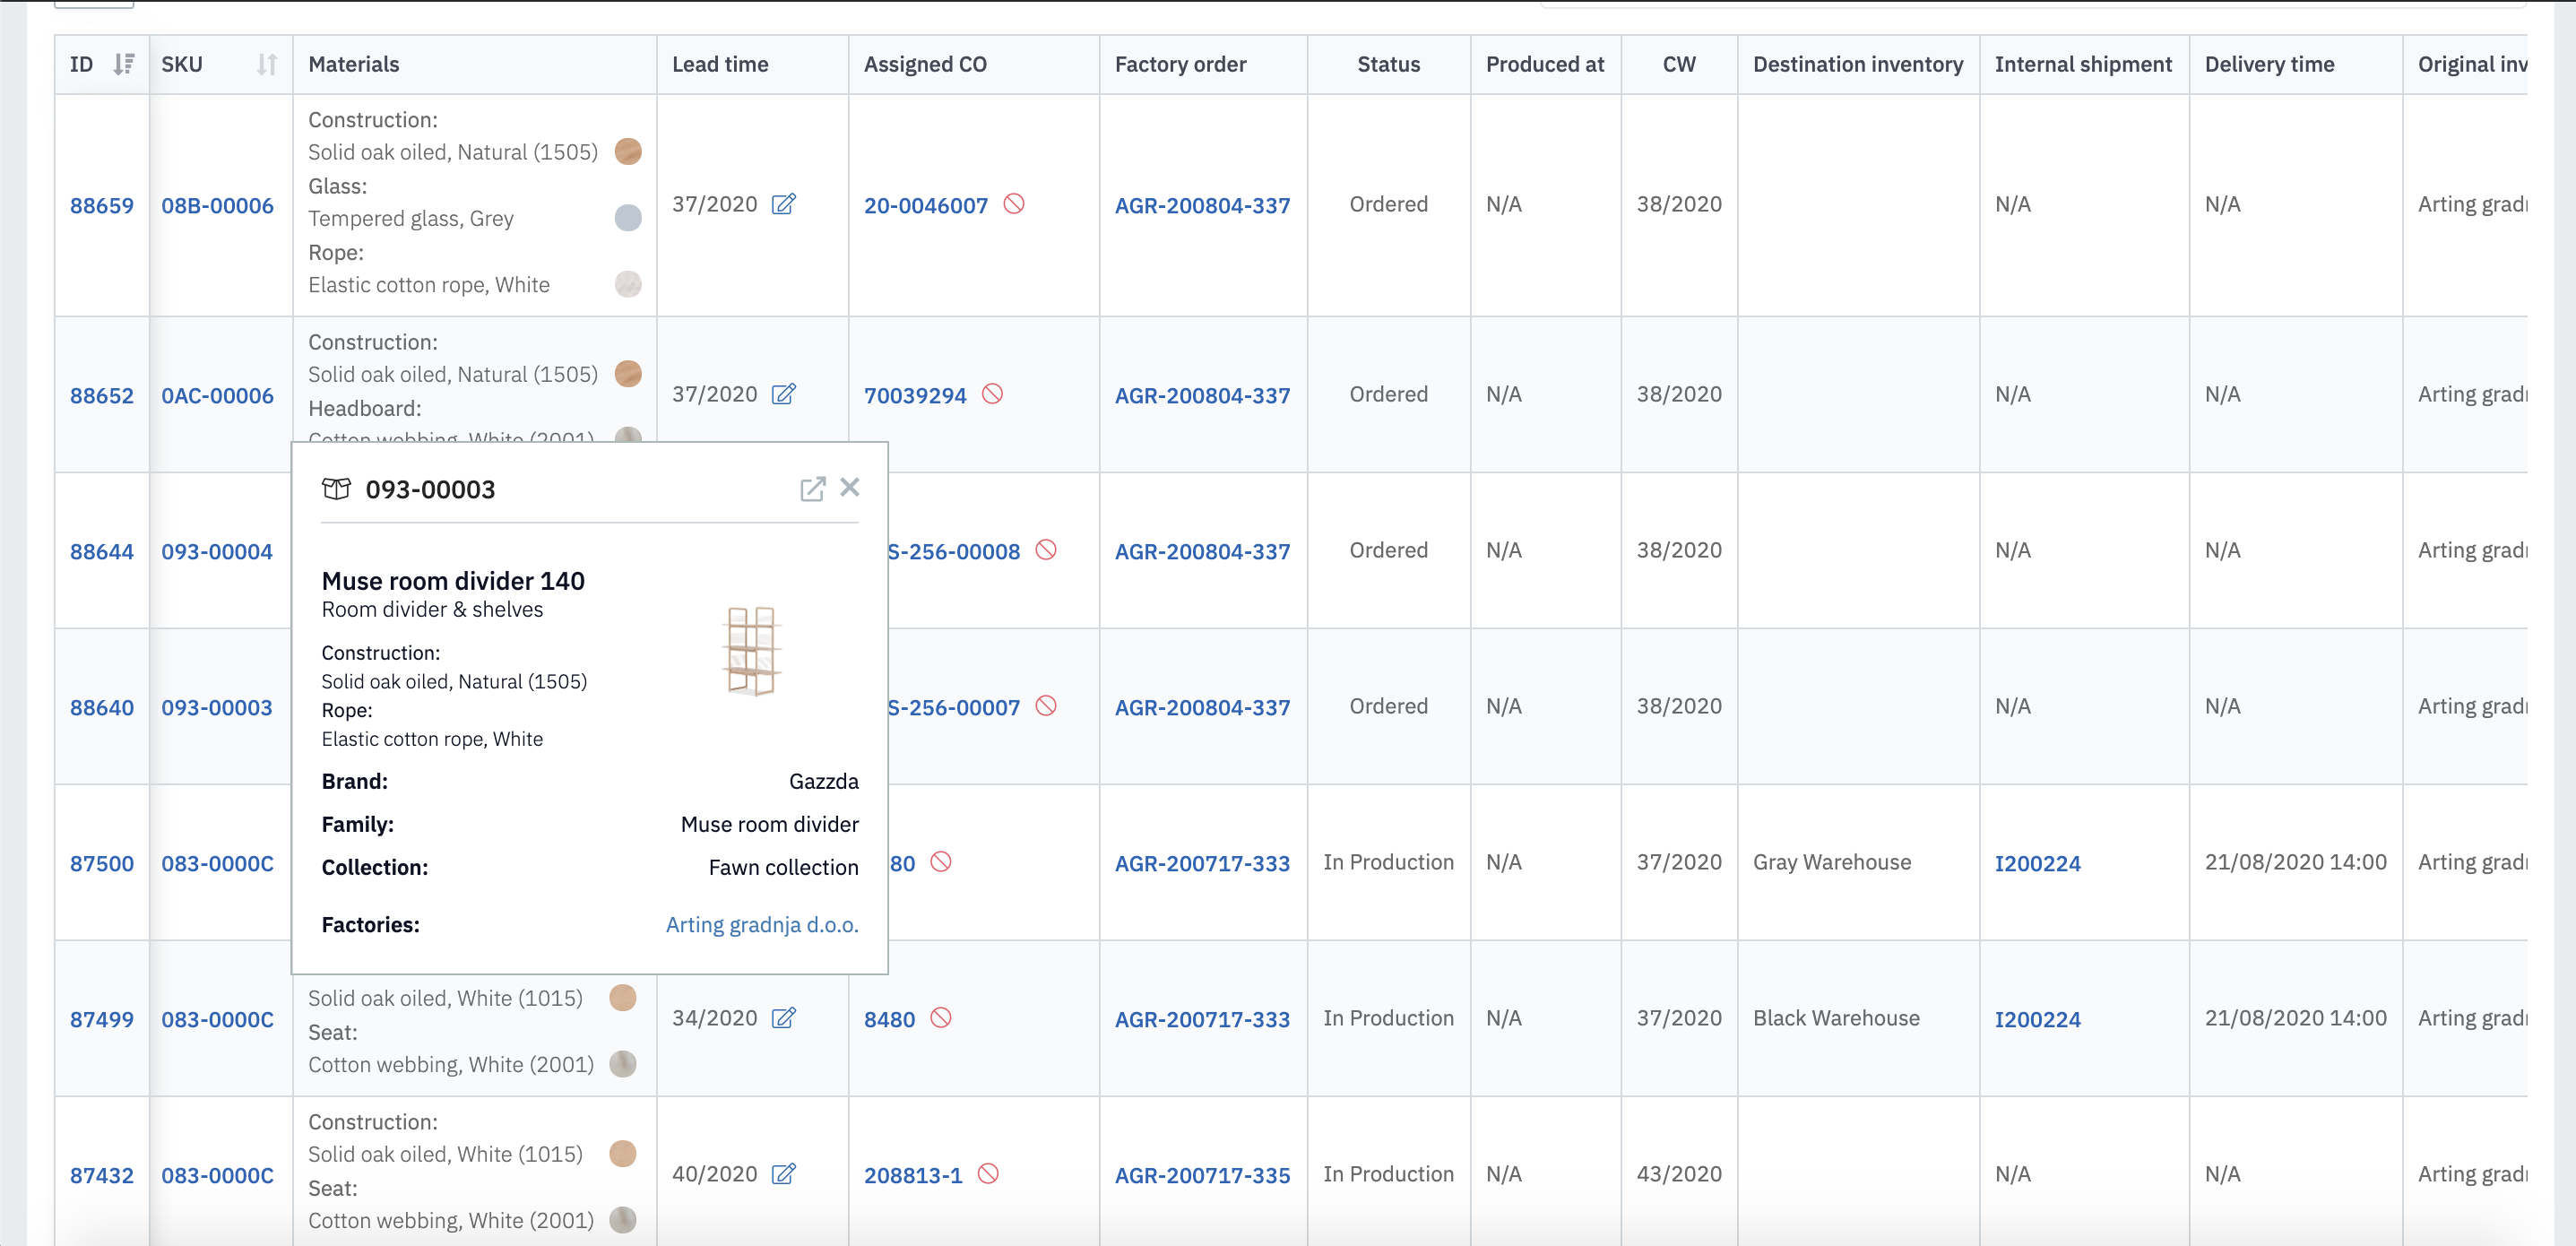 ID SKU Materials Lead time Assigned CO Factory order Status Produced at CW Destination inventory Internal shipment Delivery time Original
Construction:
Solid oak oiled, Natural (1505)
Glass:
88659 08B-00006 Tempered glass, Grey 37/2020 20-0046007 AGR-200804-337 Ordered N/A 38/2020 N/A N/A Arting
Rope:
Elastic cotton rope, White
Construction:
Solid oak oiled, Natural (1505)
88652 0AC-00006 Headboard: 37/2020 70039294 AGR-200804-337 Ordered N/A 38/2020 N/A N/A Arting
Cotton webbing, White (2001)
88644 093-00004 S-256-00008 AGR-200804-337 Ordered N/A 38/2020 N/A N/A Arting
88640 093-00003 S-256-00007 AGR-200804-337 Ordered N/A 38/2020 N/A N/A Arting
87500 083-0000C 80 AGR-200717-333 In Production N/A 37/2020 Gray Warehouse I200224 21/08/2020 14:00 Arting
093-00003
Muse room divider 140
Room divider & shelves
Construction:
Solid oak oiled, Natural (1505)
Rope:
Elastic cotton rope, White
Brand: Gazzda
Family: Muse room divider
Collection: Fawn collection
Factories: Arting gradnja d.o.o.
Solid oak oiled, White (1015)
87499 083-0000C Seat: 34/2020 8480 AGR-200717-333 In Production N/A 37/2020 Black Warehouse I200224 21/08/2020 14:00 Arting
Cotton webbing, White (2001)
Construction:
Solid oak oiled, White (1015)
87432 083-0000C Seat: 40/2020 208813-1 AGR-200717-335 In Production N/A 43/2020 N/A N/A Arting
Cotton webbing, White (2001)